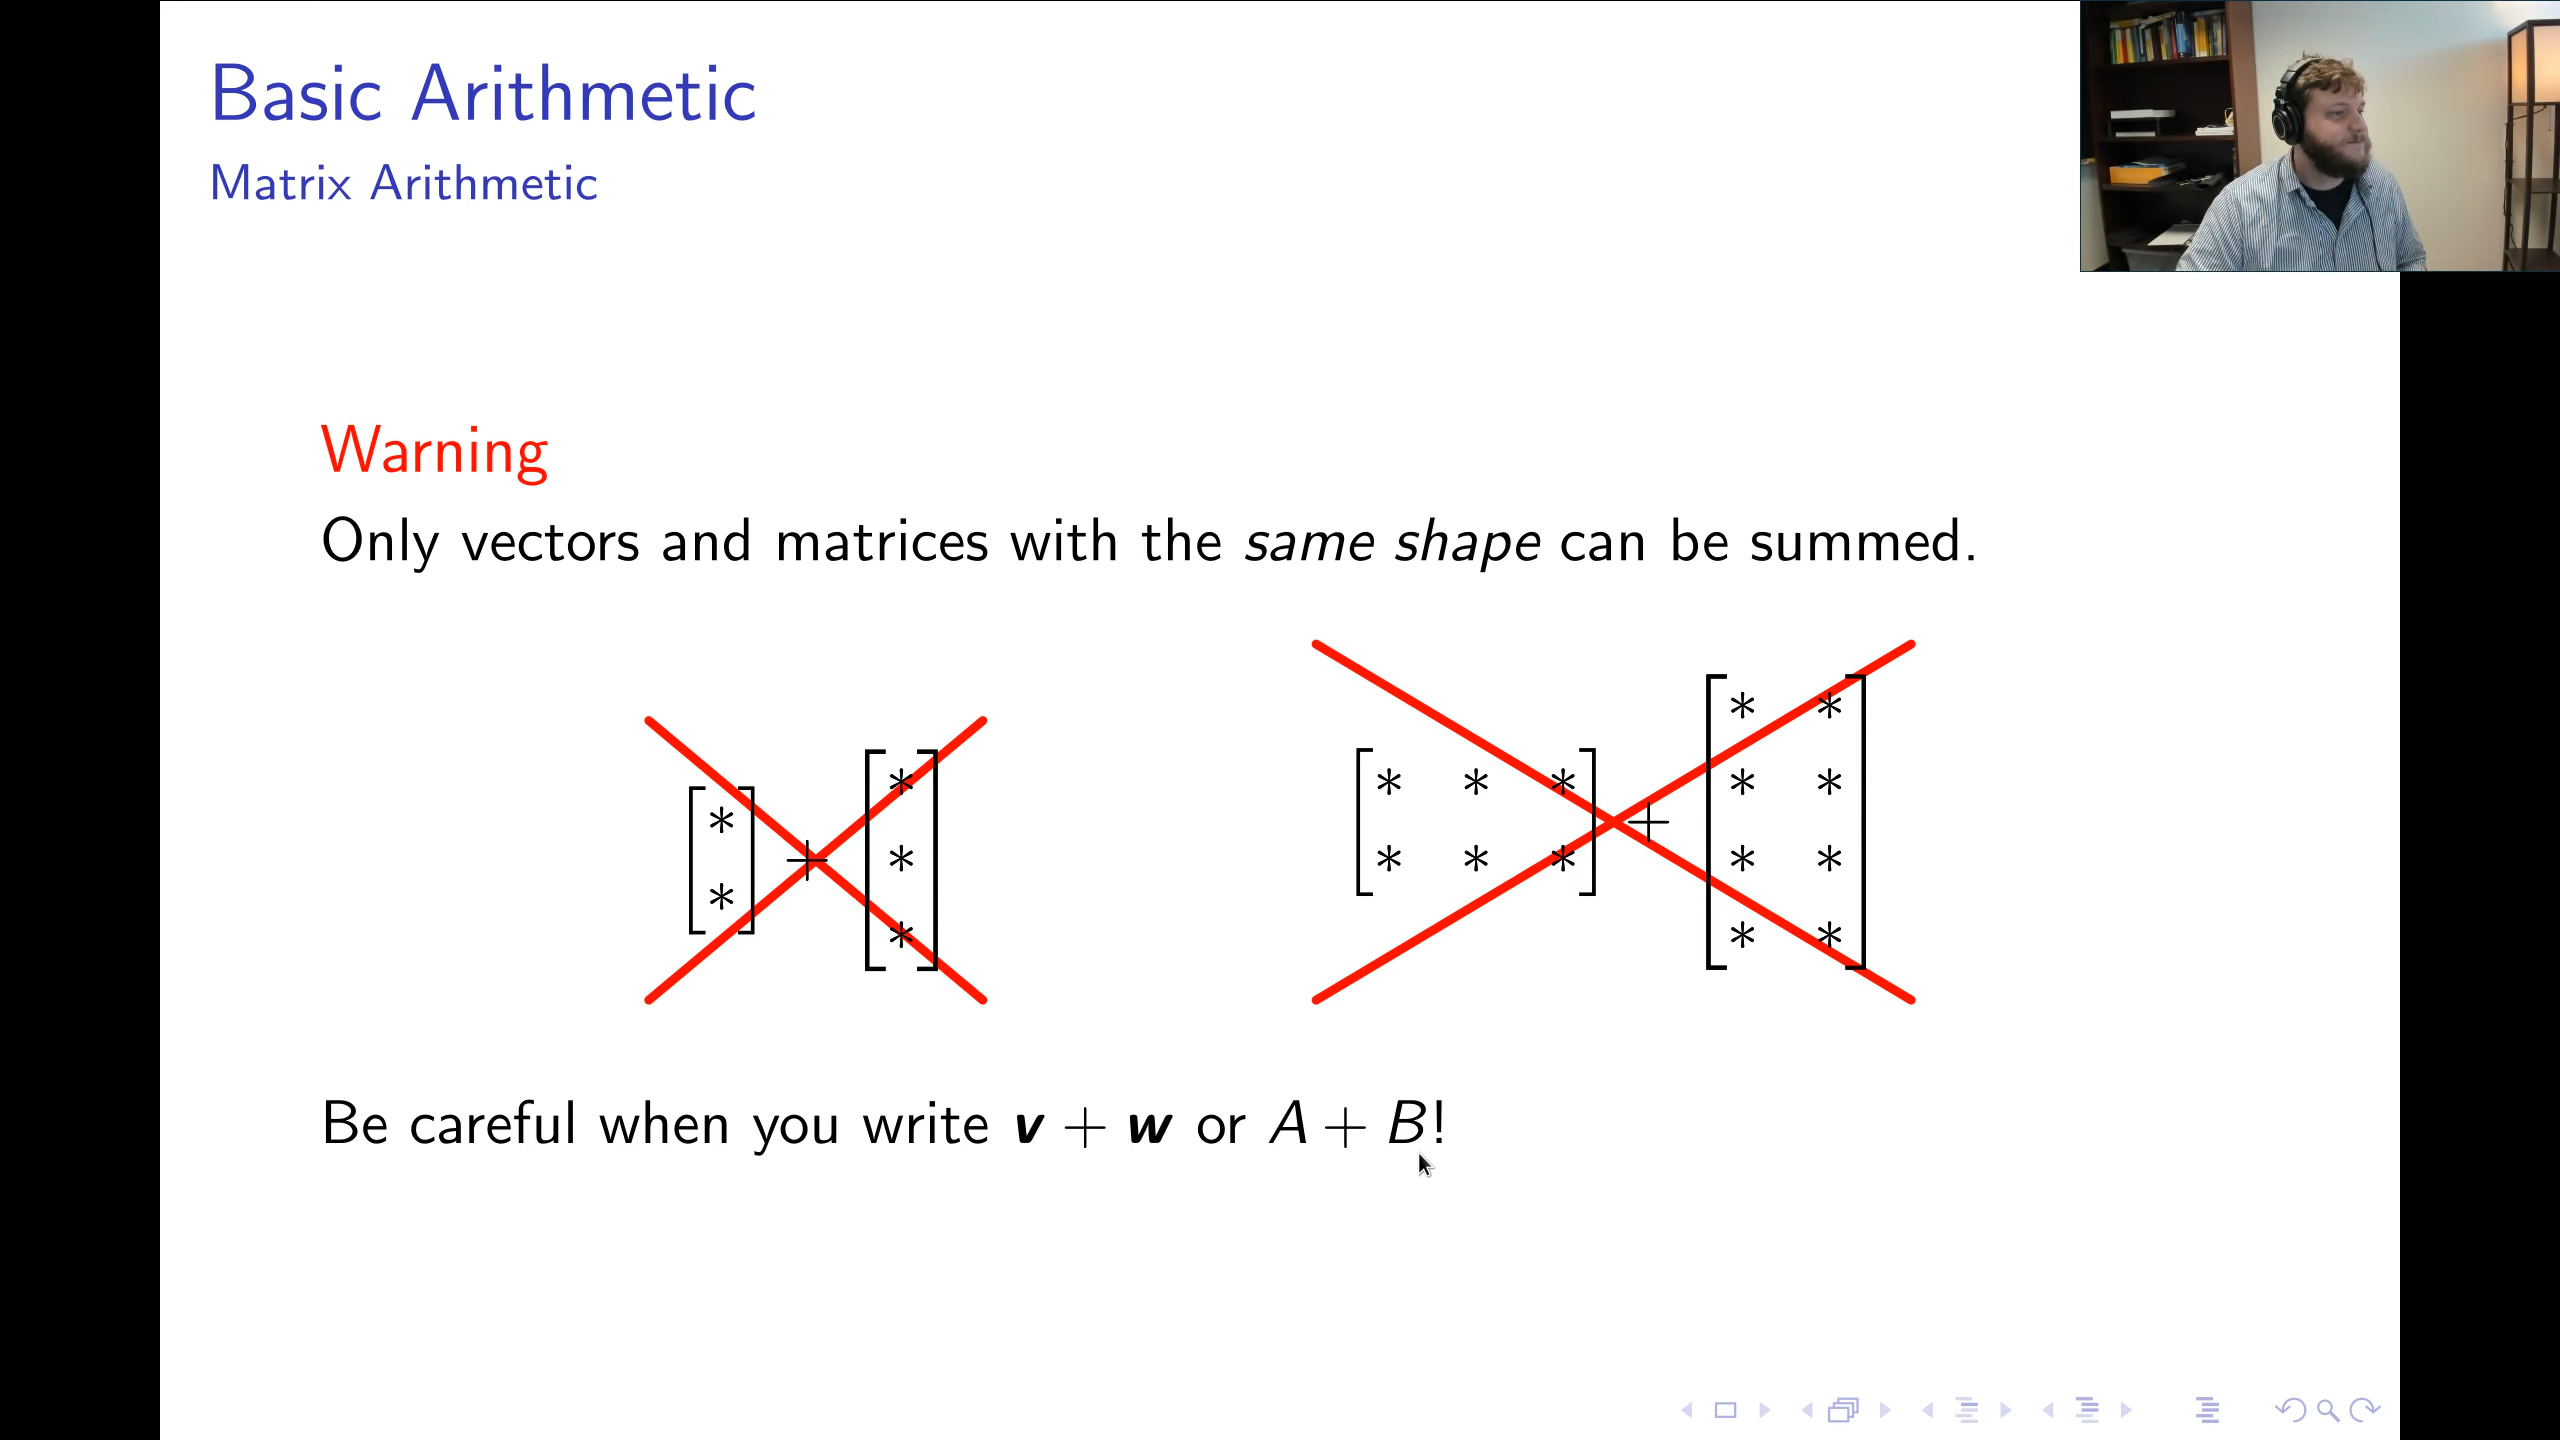 Basic Arithmetic
Matrix Arithmetic
Warning
Only vectors and matrices with the same shape can be summed.
[* *] + [* * *]
[* * * * * *] + [* * * * * * * *]
Be careful when you write v + w or A + B!